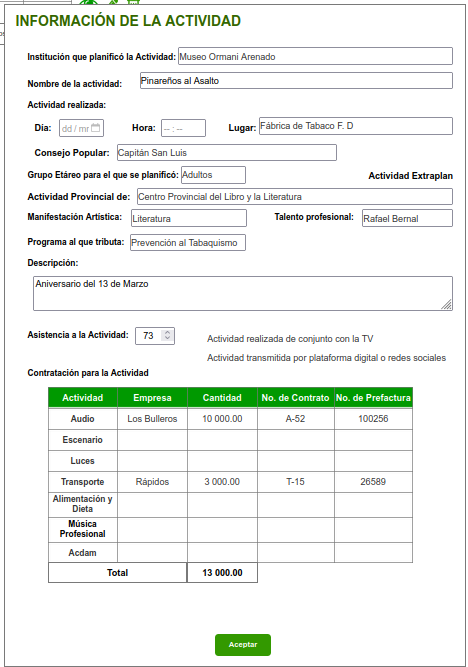 INFORMACIÓN DE LA ACTIVIDAD
Institución que planificó la Actividad: Museo Ormani Arenado
Nombre de la actividad: Pinareños al Asalto
Actividad realizada:
Día: dd / mm Hora: -- : -- Lugar: Fábrica de Tabaco F. D
Consejo Popular: Capitán San Luis
Grupo Etáreo para el que se planificó: Adultos Actividad Extraplan
Actividad Provincial de: Centro Provincial del Libro y la Literatura
Manifestación Artística: Literatura Talento profesional: Rafael Bernal
Programa al que tributa: Prevención al Tabaquismo
Descripción:
Aniversario del 13 de Marzo
Asistencia a la Actividad: 73 Actividad realizada de conjunto con la TV
Actividad transmitida por plataforma digital o redes sociales
Contratación para la Actividad
Actividad Empresa Cantidad No. de Contrato No. de Prefactura
Audio Los Bulleros 10 000.00 A-52 100256
Escenario
Luces
Transporte Rápidos 3 000.00 T-15 26589
Alimentación y
Dieta
Música
Profesional
Acdam
Total 13 000.00
Aceptar